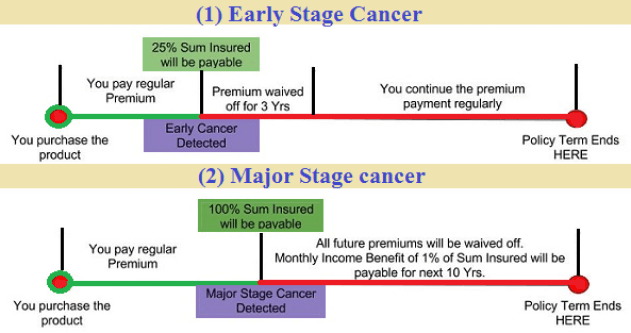 (1) Early Stage Cancer
25% Sum Insured
will be payable
You pay regular
Premium
Premium waived
off for 3 Yrs
You continue the premium
payment regularly
You purchase the
product
Early Cancer
Detected
Policy Term Ends
HERE
(2) Major Stage cancer
100% Sum Insured
will be payable
You pay regular
Premium
All future premiums will be waived off.
Monthly Income Benefit of 1% of Sum Insured will be
payable for next 10 Yrs.
You purchase the
product
Major Stage Cancer
Detected
Policy Term Ends
HERE